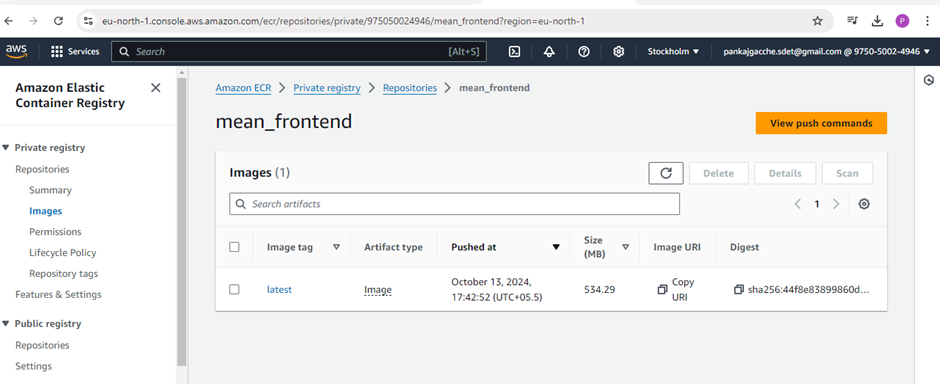 eu-north-1.console.aws.amazon.com/ecr/repositories/private/975050024946/mean_frontend?region=eu-north-1
P
aws Services Search [Alt+S] Stockholm pankajgacche.sdet@gmail.com @ 9750-5002-4946
Amazon Elastic
Container Registry
Private registry
Repositories
Summary
Images
Permissions
Lifecycle Policy
Repository tags
Features & Settings
Public registry
Repositories
Settings
Amazon ECR > Private registry > Repositories > mean_frontend
mean_frontend
View push commands
Images (1)
Delete Details Scan
Search artifacts
1
Image tag Artifact type Pushed at Size (MB) Image URI Digest
latest Image October 13, 2024, 17:42:52 (UTC+05.5) 534.29 Copy URI sha256:44f8e83899860d...